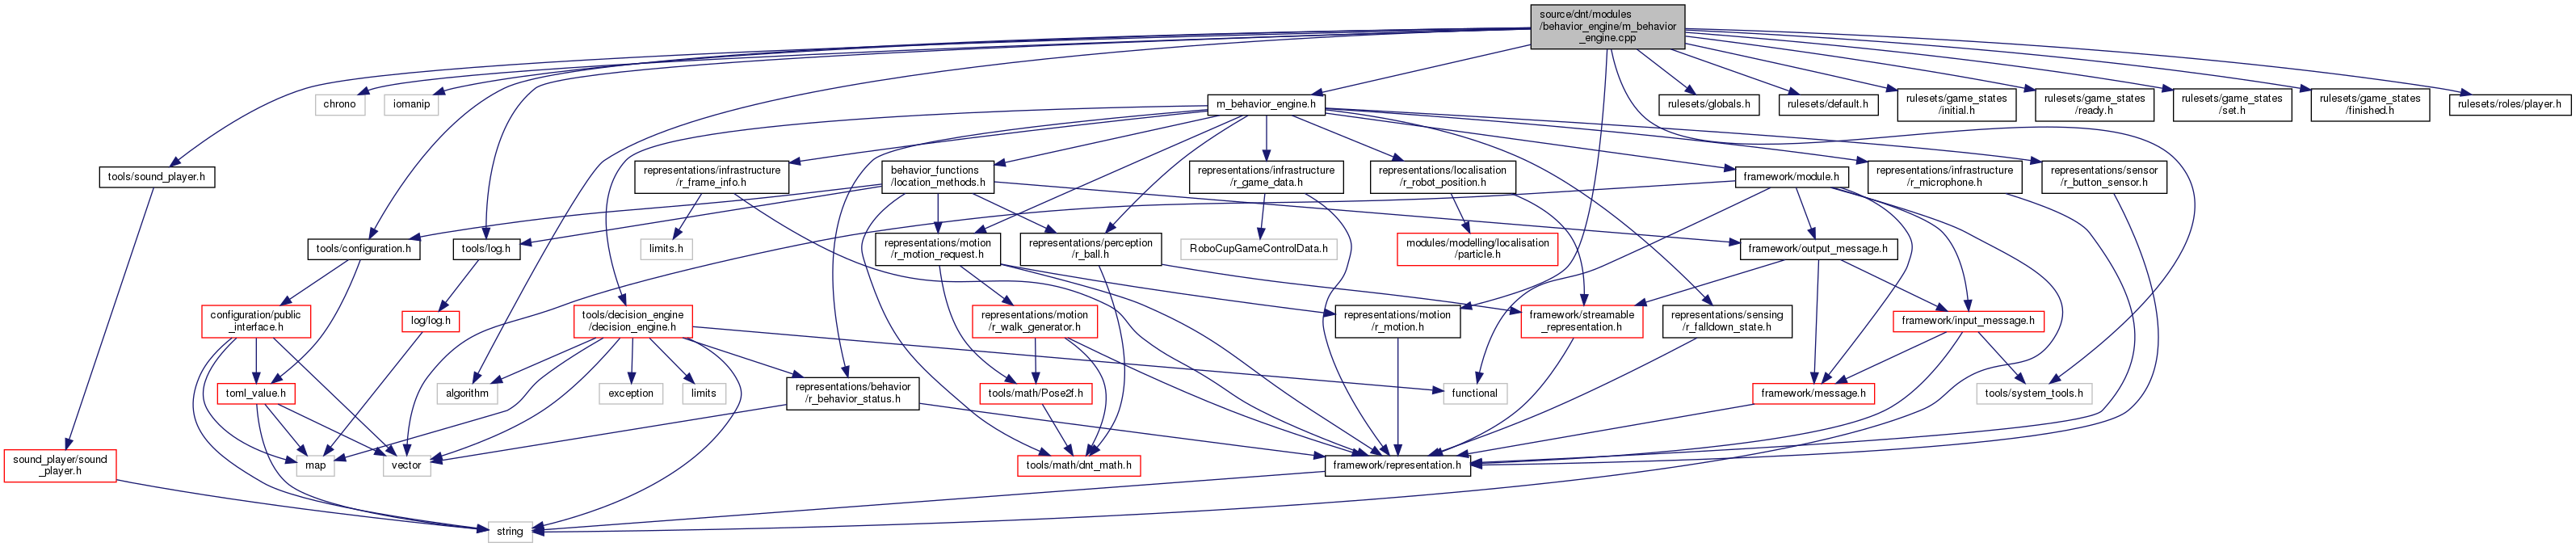 source/dnt/modules
/behavior_engine/m_behavior
_engine.cpp
chrono
iomanip
m_behavior_engine.h
rulesets/globals.h
rulesets/default.h
rulesets/game_states
/initial.h
rulesets/game_states
/ready.h
rulesets/game_states
/set.h
rulesets/game_states
/finished.h
rulesets/roles/player.h
tools/sound_player.h
representations/infrastructure
/r_frame_info.h
behavior_functions
/location_methods.h
representations/infrastructure
/r_game_data.h
representations/localisation
/r_robot_position.h
framework/module.h
representations/infrastructure
/r_microphone.h
representations/sensor
/r_button_sensor.h
tools/configuration.h
tools/log.h
limits.h
representations/motion
/r_motion_request.h
representations/perception
/r_ball.h
RoboCupGameControlData.h
modules/modelling/localisation
/particle.h
framework/output_message.h
configuration/public
_interface.h
log/log.h
tools/decision_engine
/decision_engine.h
representations/motion
/r_walk_generator.h
representations/motion
/r_motion.h
framework/streamable
_representation.h
representations/sensing
/r_falldown_state.h
framework/input_message.h
toml_value.h
algorithm
exception
limits
representations/behavior
/r_behavior_status.h
tools/math/Pose2f.h
functional
framework/message.h
tools/system_tools.h
sound_player/sound
_player.h
map
vector
tools/math/dnt_math.h
framework/representation.h
string